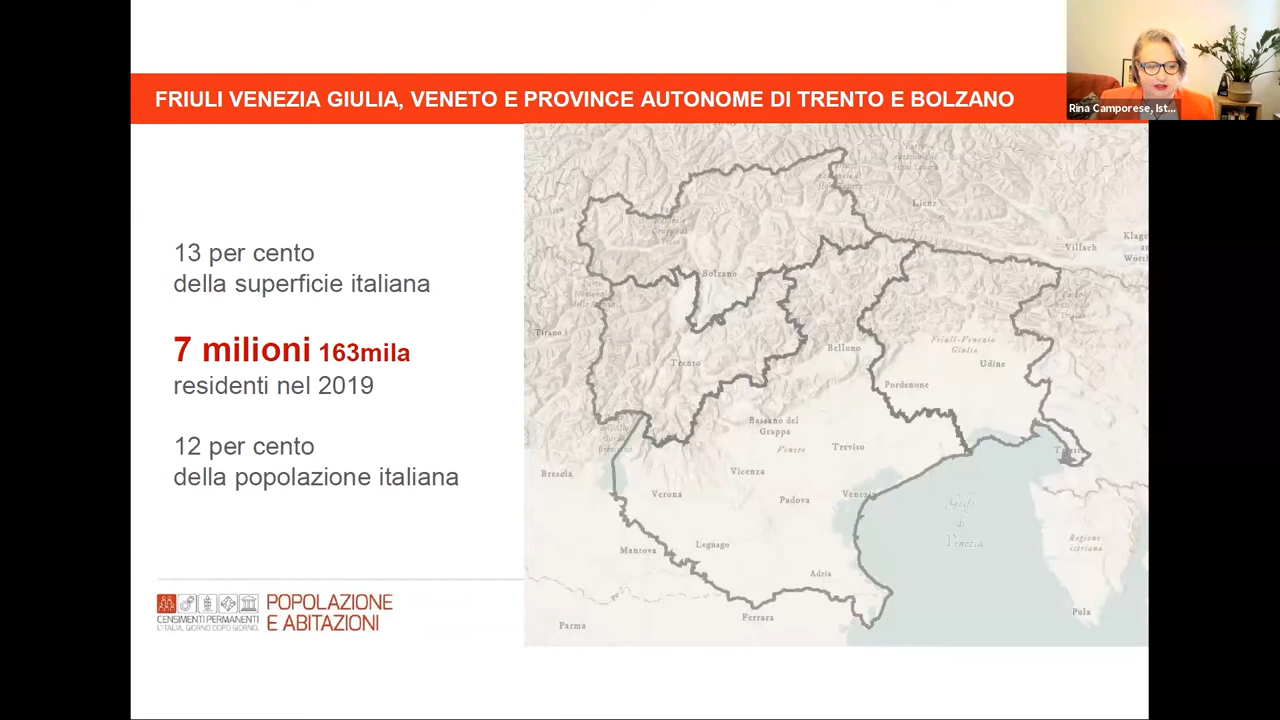 FRIULI VENEZIA GIULIA, VENETO E PROVINCE AUTONOME DI TRENTO E BOLZANO
Rina Camporese, Ist...
13 per cento
della superficie italiana
7 milioni 163mila
residenti nel 2019
12 per cento
della popolazione italiana
CENSIMENTI PERMANENTI
L'ITALIA, GIORNO DOPO GIORNO.
POPOLAZIONE
E ABITAZIONI
Lienz
Villach
Bolzano
Tirano
Trento
Belluno
Friuli-Venezia
Giulia
Udine
Pordenone
Bassano del
Grappa
Veneto
Treviso
Brescia
Vicenza
Verona
Padova
Venezia
Golfo
di
Venezia
Mantova
Legnago
Regione
istriana
Adria
Ferrara
Parma
Pula